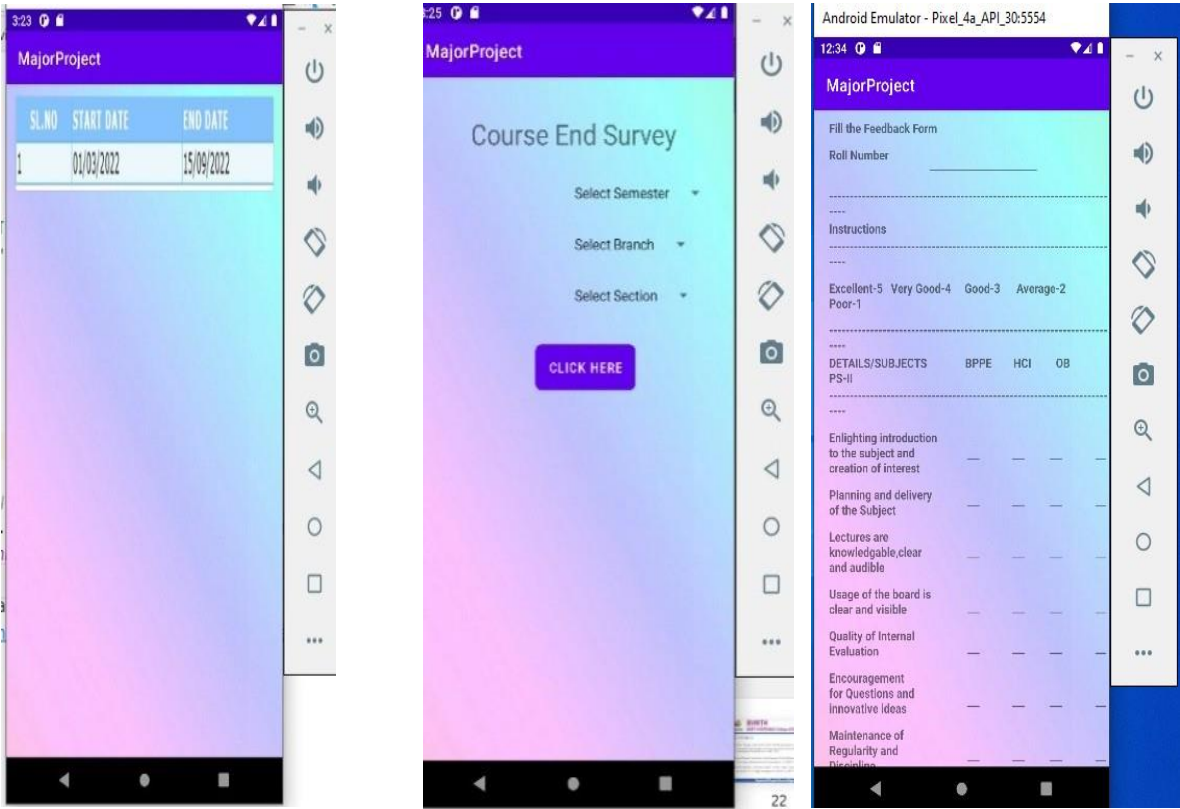 3:23
MajorProject
SL.NO START DATE END DATE
1 01/03/2022 15/09/2022
:25
MajorProject
Course End Survey
Select Semester
Select Branch
Select Section
CLICK HERE
22
Android Emulator - Pixel_4a_API_30:5554
12:34
MajorProject
Fill the Feedback Form
Roll Number
--------------------------------------------------------------------
----
Instructions
--------------------------------------------------------------------
----
Excellent-5 Very Good-4 Good-3 Average-2
Poor-1
--------------------------------------------------------------------
----
DETAILS/SUBJECTS BPPE HCI OB
PS-II
--------------------------------------------------------------------
----
Enlighting introduction
to the subject and
creation of interest
Planning and delivery
of the Subject
Lectures are
knowledgable,clear
and audible
Usage of the board is
clear and visible
Quality of Internal
Evaluation
Encouragement
for Questions and
innovative ideas
Maintenance of
Regularity and
Discipline